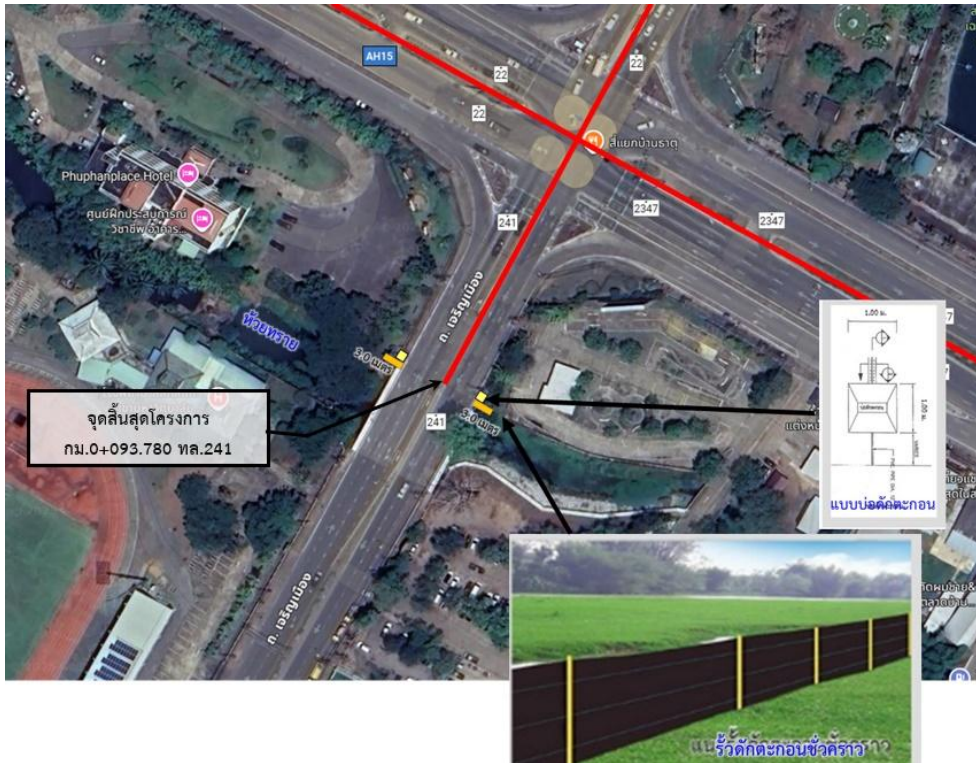 AH15
22
22
22
สี่แยกบ้านธาตุ
Phuphanplace Hotel
ศูนย์ฝึกประสบการณ์
วิชาชีพ อาคาร...
241
2347
2347
ถ. เจริญเมือง
ห้วยทราย
3.0 เมตร
จุดสิ้นสุดโครงการ
กม.0+093.780 ทล.241
241
3.0 เมตร
1.00 ม.
1.00 ม.
แบบบ่อดักตะกอน
ถ. เจริญเมือง
รั้วดักตะกอนชั่วคราว